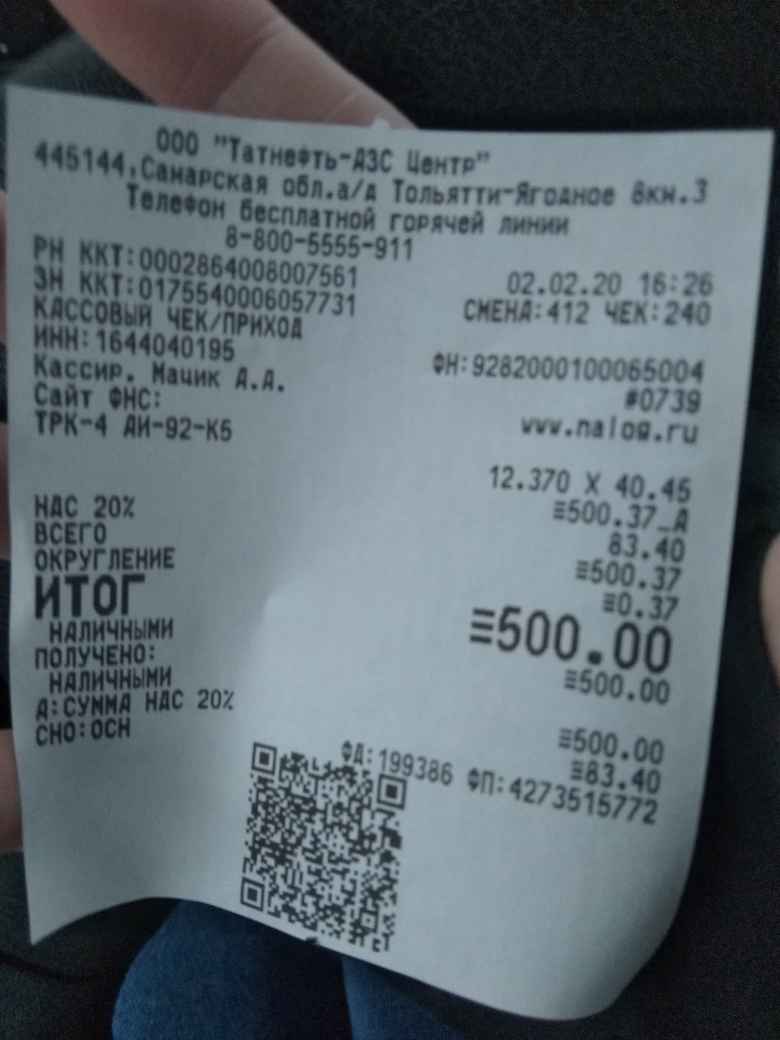 ООО "Татнефть-АЗС Центр"
445144,Самарская обл.а/д Тольятти-Ягодное 8км.3
Телефон бесплатной горячей линии
8-800-5555-911
РН ККТ:0002864008007561 02.02.20 16:26
ЗН ККТ:0175540006057731 СМЕНА:412 ЧЕК:240
КАССОВЫЙ ЧЕК/ПРИХОД
ИНН:1644040195 ФН:9282000100065004
Кассир. Мачик А.А. #0739
Сайт ФНС: www.nalog.ru
ТРК-4 АИ-92-К5
12.370 X 40.45
≡500.37_А
НДС 20% 83.40
ВСЕГО ≡500.37
ОКРУГЛЕНИЕ ≡0.37
ИТОГ ≡500.00
НАЛИЧНЫМИ ≡500.00
ПОЛУЧЕНО:
НАЛИЧНЫМИ ≡500.00
А:СУММА НДС 20% ≡83.40
СНО:ОСН ФД:199386 ФП:4273515772